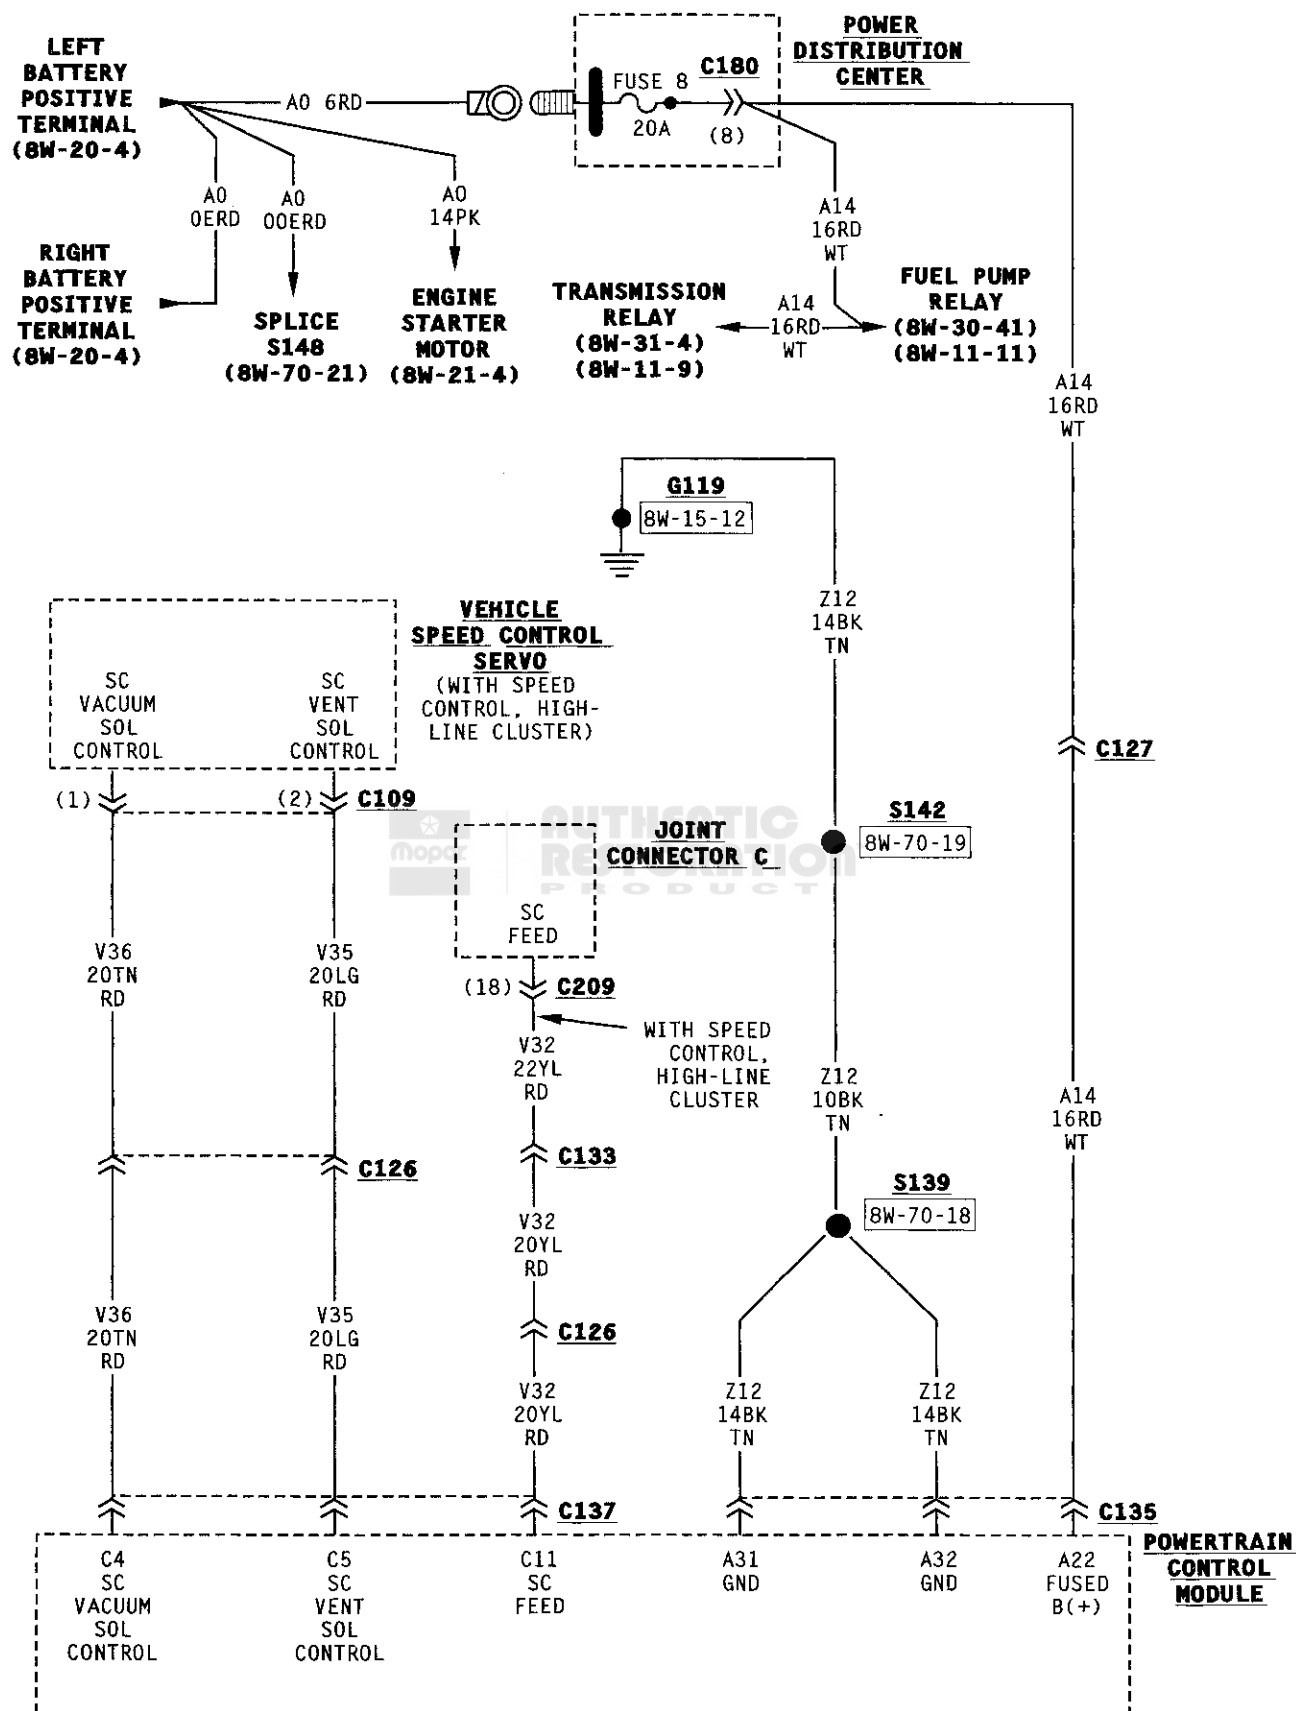 LEFT
BATTERY
POSITIVE
TERMINAL
(8W-20-4)
A0 6RD
FUSE 8
20A
C180
(8)
POWER
DISTRIBUTION
CENTER
A0
0ERD
A0
00ERD
A0
14PK
A14
16RD
WT
RIGHT
BATTERY
POSITIVE
TERMINAL
(8W-20-4)
SPLICE
S148
(8W-70-21)
ENGINE
STARTER
MOTOR
(8W-21-4)
TRANSMISSION
RELAY
(8W-31-4)
(8W-11-9)
A14
16RD
WT
FUEL PUMP
RELAY
(8W-30-41)
(8W-11-11)
A14
16RD
WT
G119
8W-15-12
Z12
14BK
TN
VEHICLE
SPEED CONTROL
SERVO
(WITH SPEED
CONTROL, HIGH-
LINE CLUSTER)
SC
VACUUM
SOL
CONTROL
SC
VENT
SOL
CONTROL
C127
(1)
(2)
C109
S142
8W-70-19
Mopar
AUTHENTIC
RESTORATION
PRODUCT
JOINT
CONNECTOR C
SC
FEED
V36
20TN
RD
V35
20LG
RD
(18)
C209
WITH SPEED
CONTROL,
HIGH-LINE
CLUSTER
V32
22YL
RD
Z12
10BK
TN
A14
16RD
WT
C126
C133
S139
8W-70-18
V32
20YL
RD
V36
20TN
RD
V35
20LG
RD
C126
V32
20YL
RD
Z12
14BK
TN
Z12
14BK
TN
C137
C135
POWERTRAIN
CONTROL
MODULE
C4
SC
VACUUM
SOL
CONTROL
C5
SC
VENT
SOL
CONTROL
C11
SC
FEED
A31
GND
A32
GND
A22
FUSED
B(+)